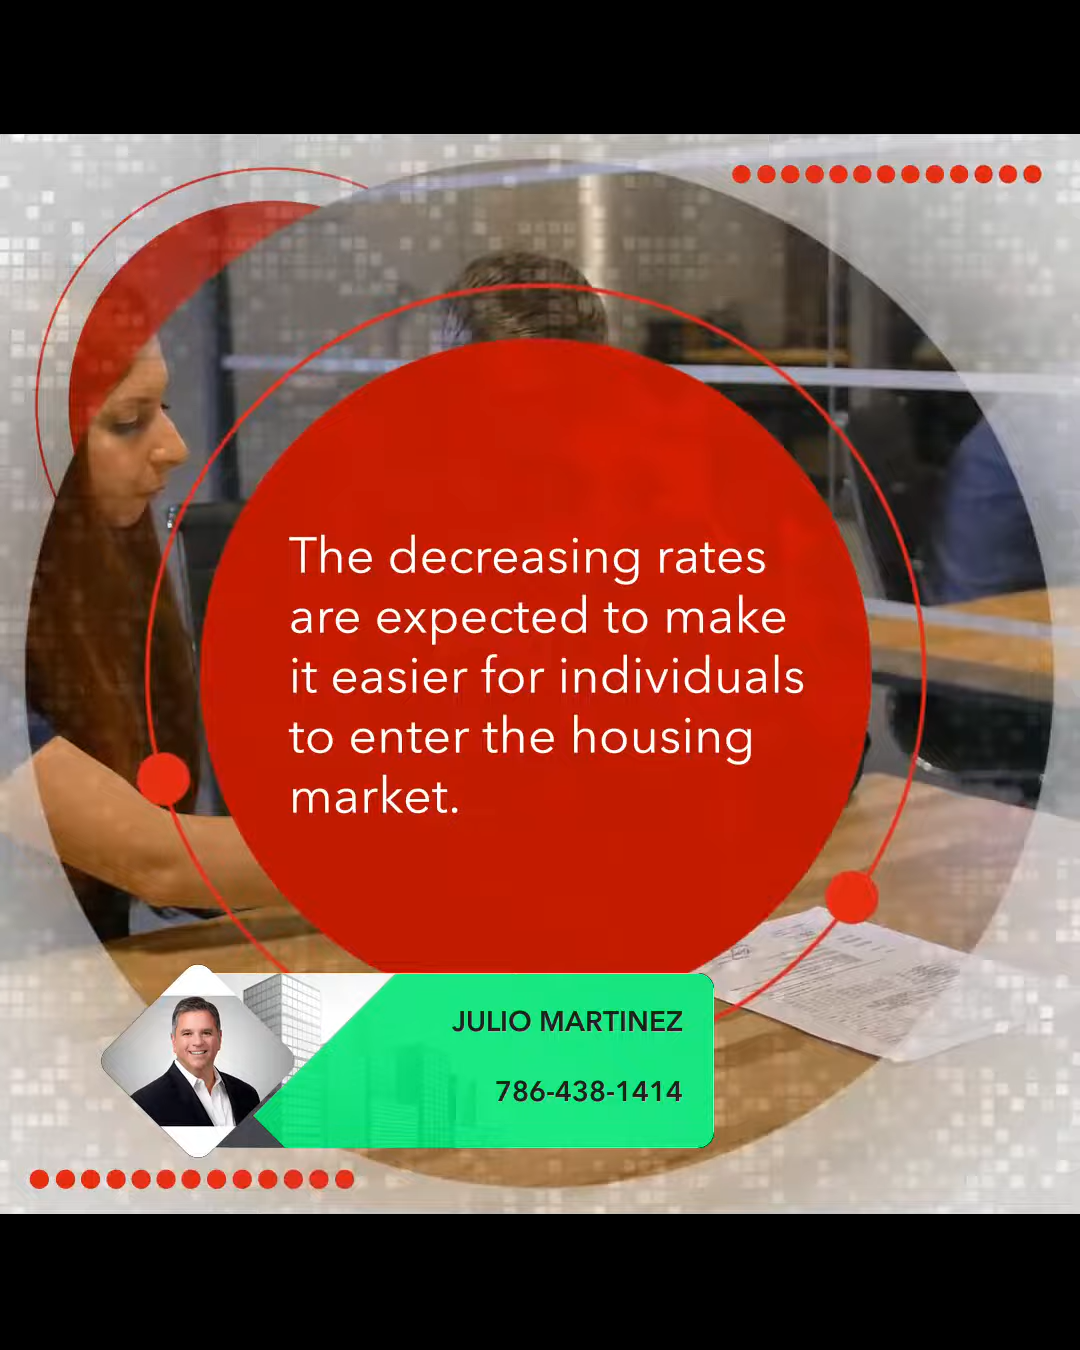 The decreasing rates
are expected to make
it easier for individuals
to enter the housing
market.
JULIO MARTINEZ
786-438-1414